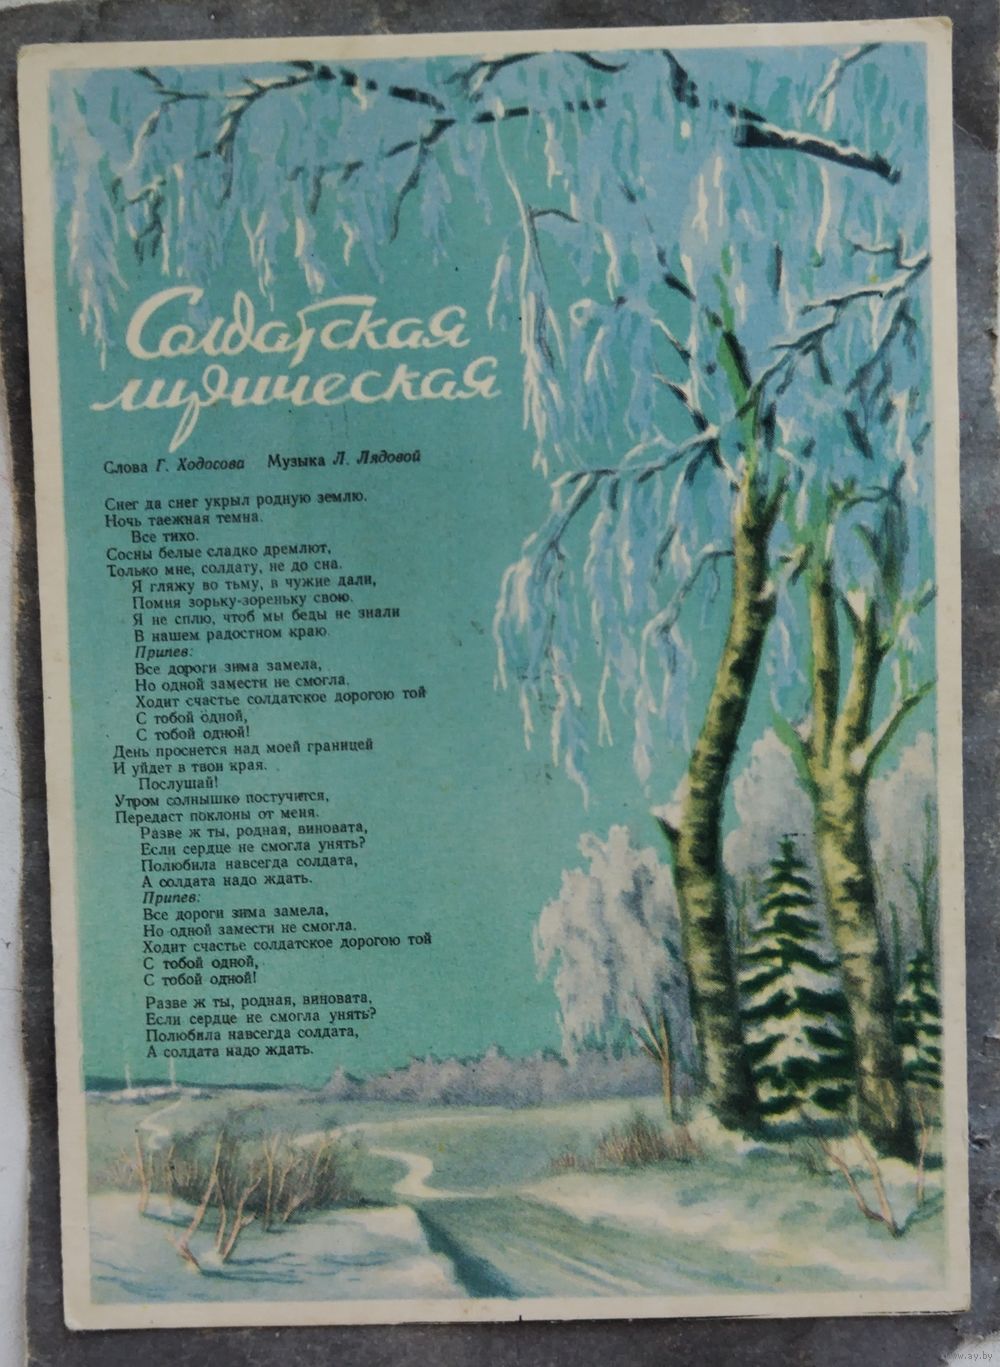 Солдатская
лирическая
Слова Г. Ходосова Музыка Л. Лядовой
Снег да снег укрыл родную землю.
Ночь таежная темна.
Все тихо.
Сосны белые сладко дремлют,
Только мне, солдату, не до сна.
Я гляжу во тьму, в чужие дали,
Помня зорьку-зореньку свою.
Я не сплю, чтоб мы беды не знали
В нашем радостном краю.
Припев:
Все дороги зима замела,
Но одной замести не смогла.
Ходит счастье солдатское дорогою той
С тобой одной,
С тобой одной!
День проснется над моей границей
И уйдет в твои края.
Послушай!
Утром солнышко постучится,
Передаст поклоны от меня.
Разве ж ты, родная, виновата,
Если сердце не смогла унять?
Полюбила навсегда солдата,
А солдата надо ждать.
Припев:
Все дороги зима замела,
Но одной замести не смогла.
Ходит счастье солдатское дорогою той
С тобой одной,
С тобой одной!
Разве ж ты, родная, виновата,
Если сердце не смогла унять?
Полюбила навсегда солдата,
А солдата надо ждать.
www.ay.by